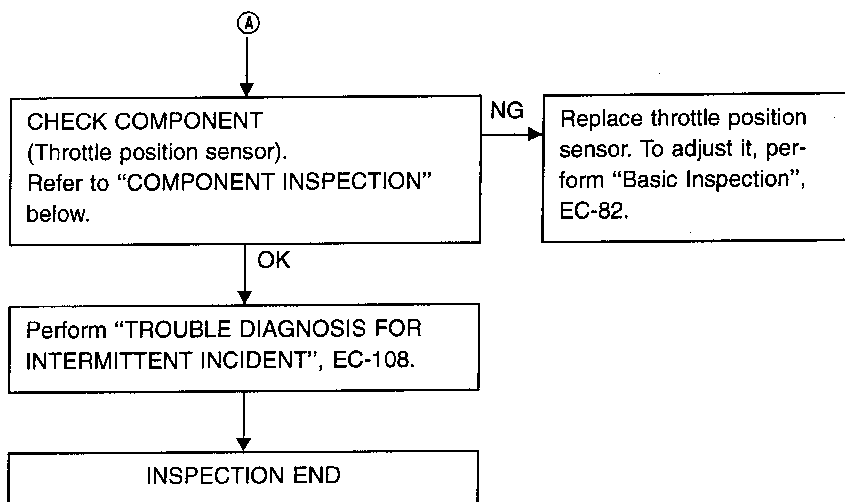 A
CHECK COMPONENT
(Throttle position sensor).
Refer to “COMPONENT INSPECTION”
below.
NG
Replace throttle position
sensor. To adjust it, per-
form “Basic Inspection”,
EC-82.
OK
Perform “TROUBLE DIAGNOSIS FOR
INTERMITTENT INCIDENT”, EC-108.
INSPECTION END